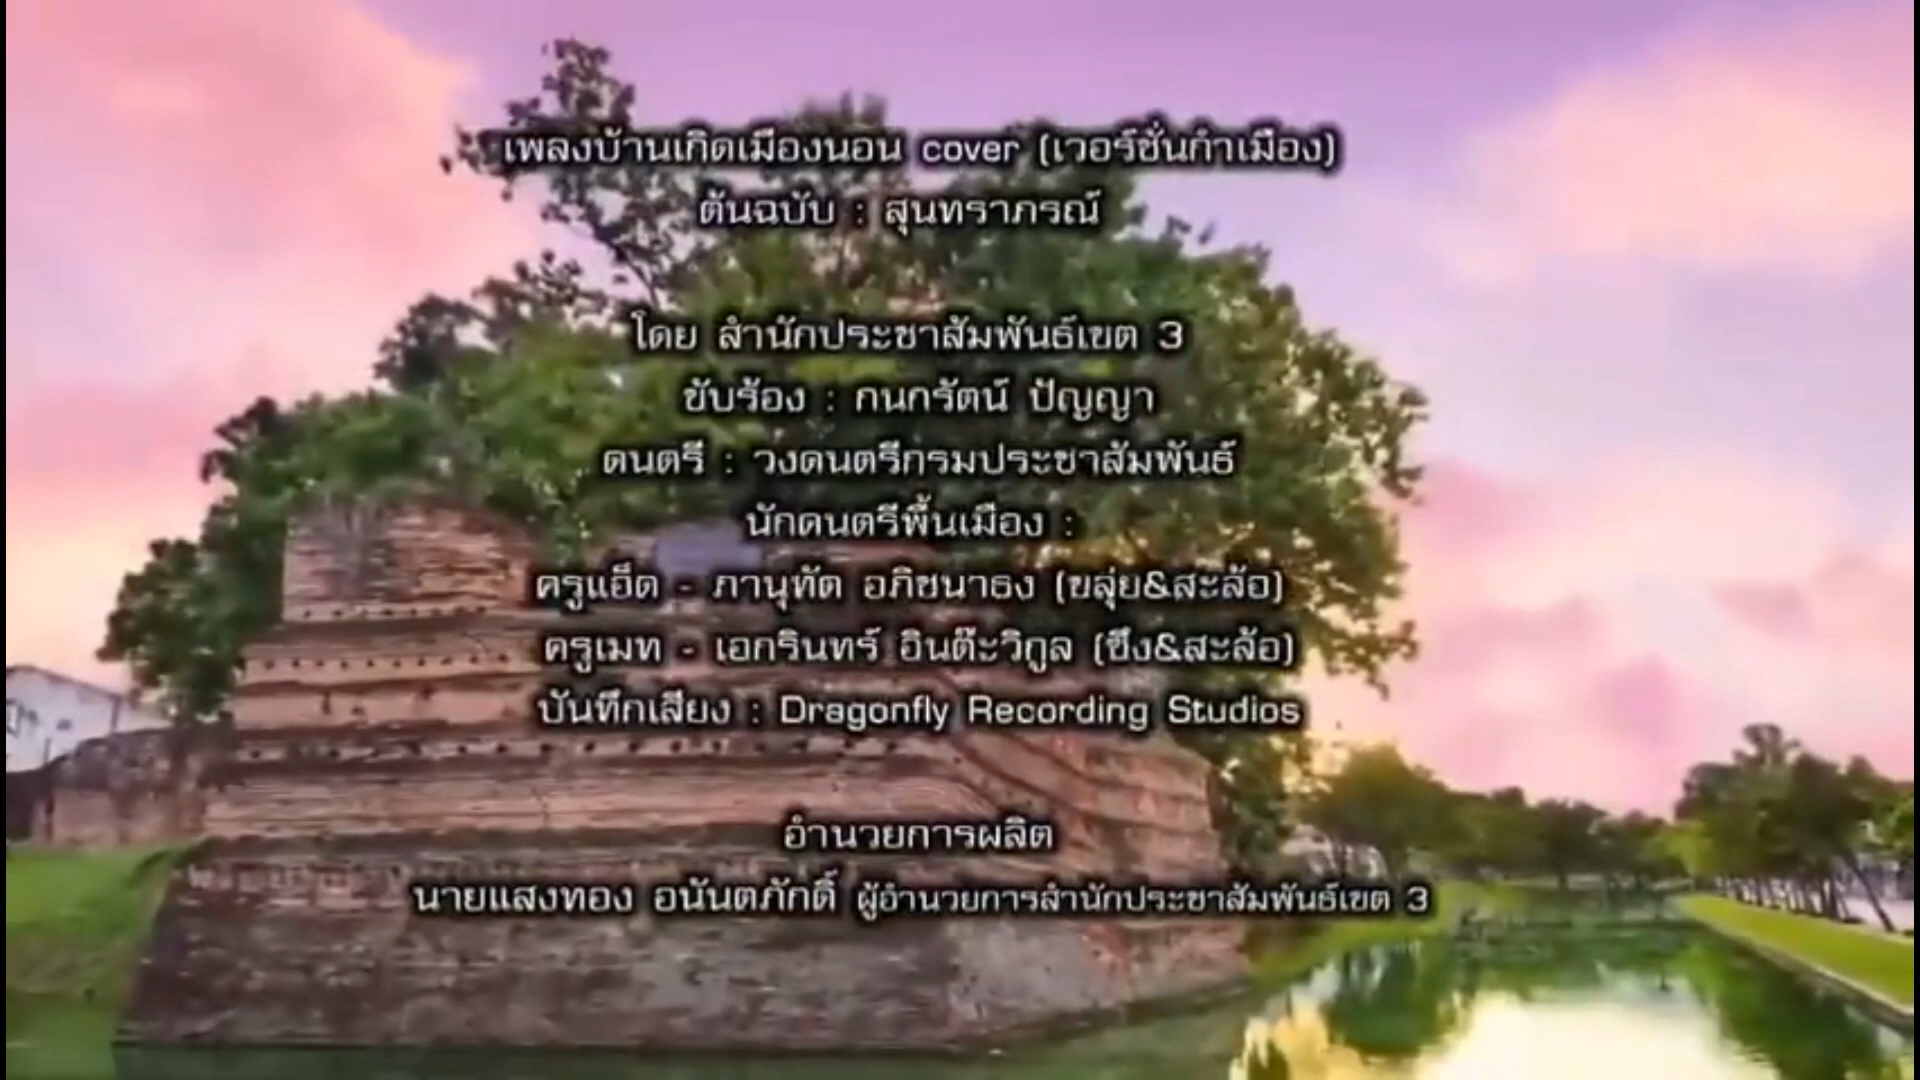 เพลงบ้านเกิดเมืองนอน cover (เวอร์ชั่นกำเมือง)
ต้นฉบับ : สุนทราภรณ์
โดย สำนักประชาสัมพันธ์เขต 3
ขับร้อง : กนกรัตน์ ปัญญา
ดนตรี : วงดนตรีกรมประชาสัมพันธ์
นักดนตรีพื้นเมือง :
ครูแอ็ด - ภานุทัต อภิชนาธง (ขลุ่ย&สะล้อ)
ครูเมท - เอกรินทร์ อินต๊ะวิกูล (ซึง&สะล้อ)
บันทึกเสียง : Dragonfly Recording Studios
อำนวยการผลิต
นายแสงทอง อนันตภักดิ์ ผู้อำนวยการสำนักประชาสัมพันธ์เขต 3